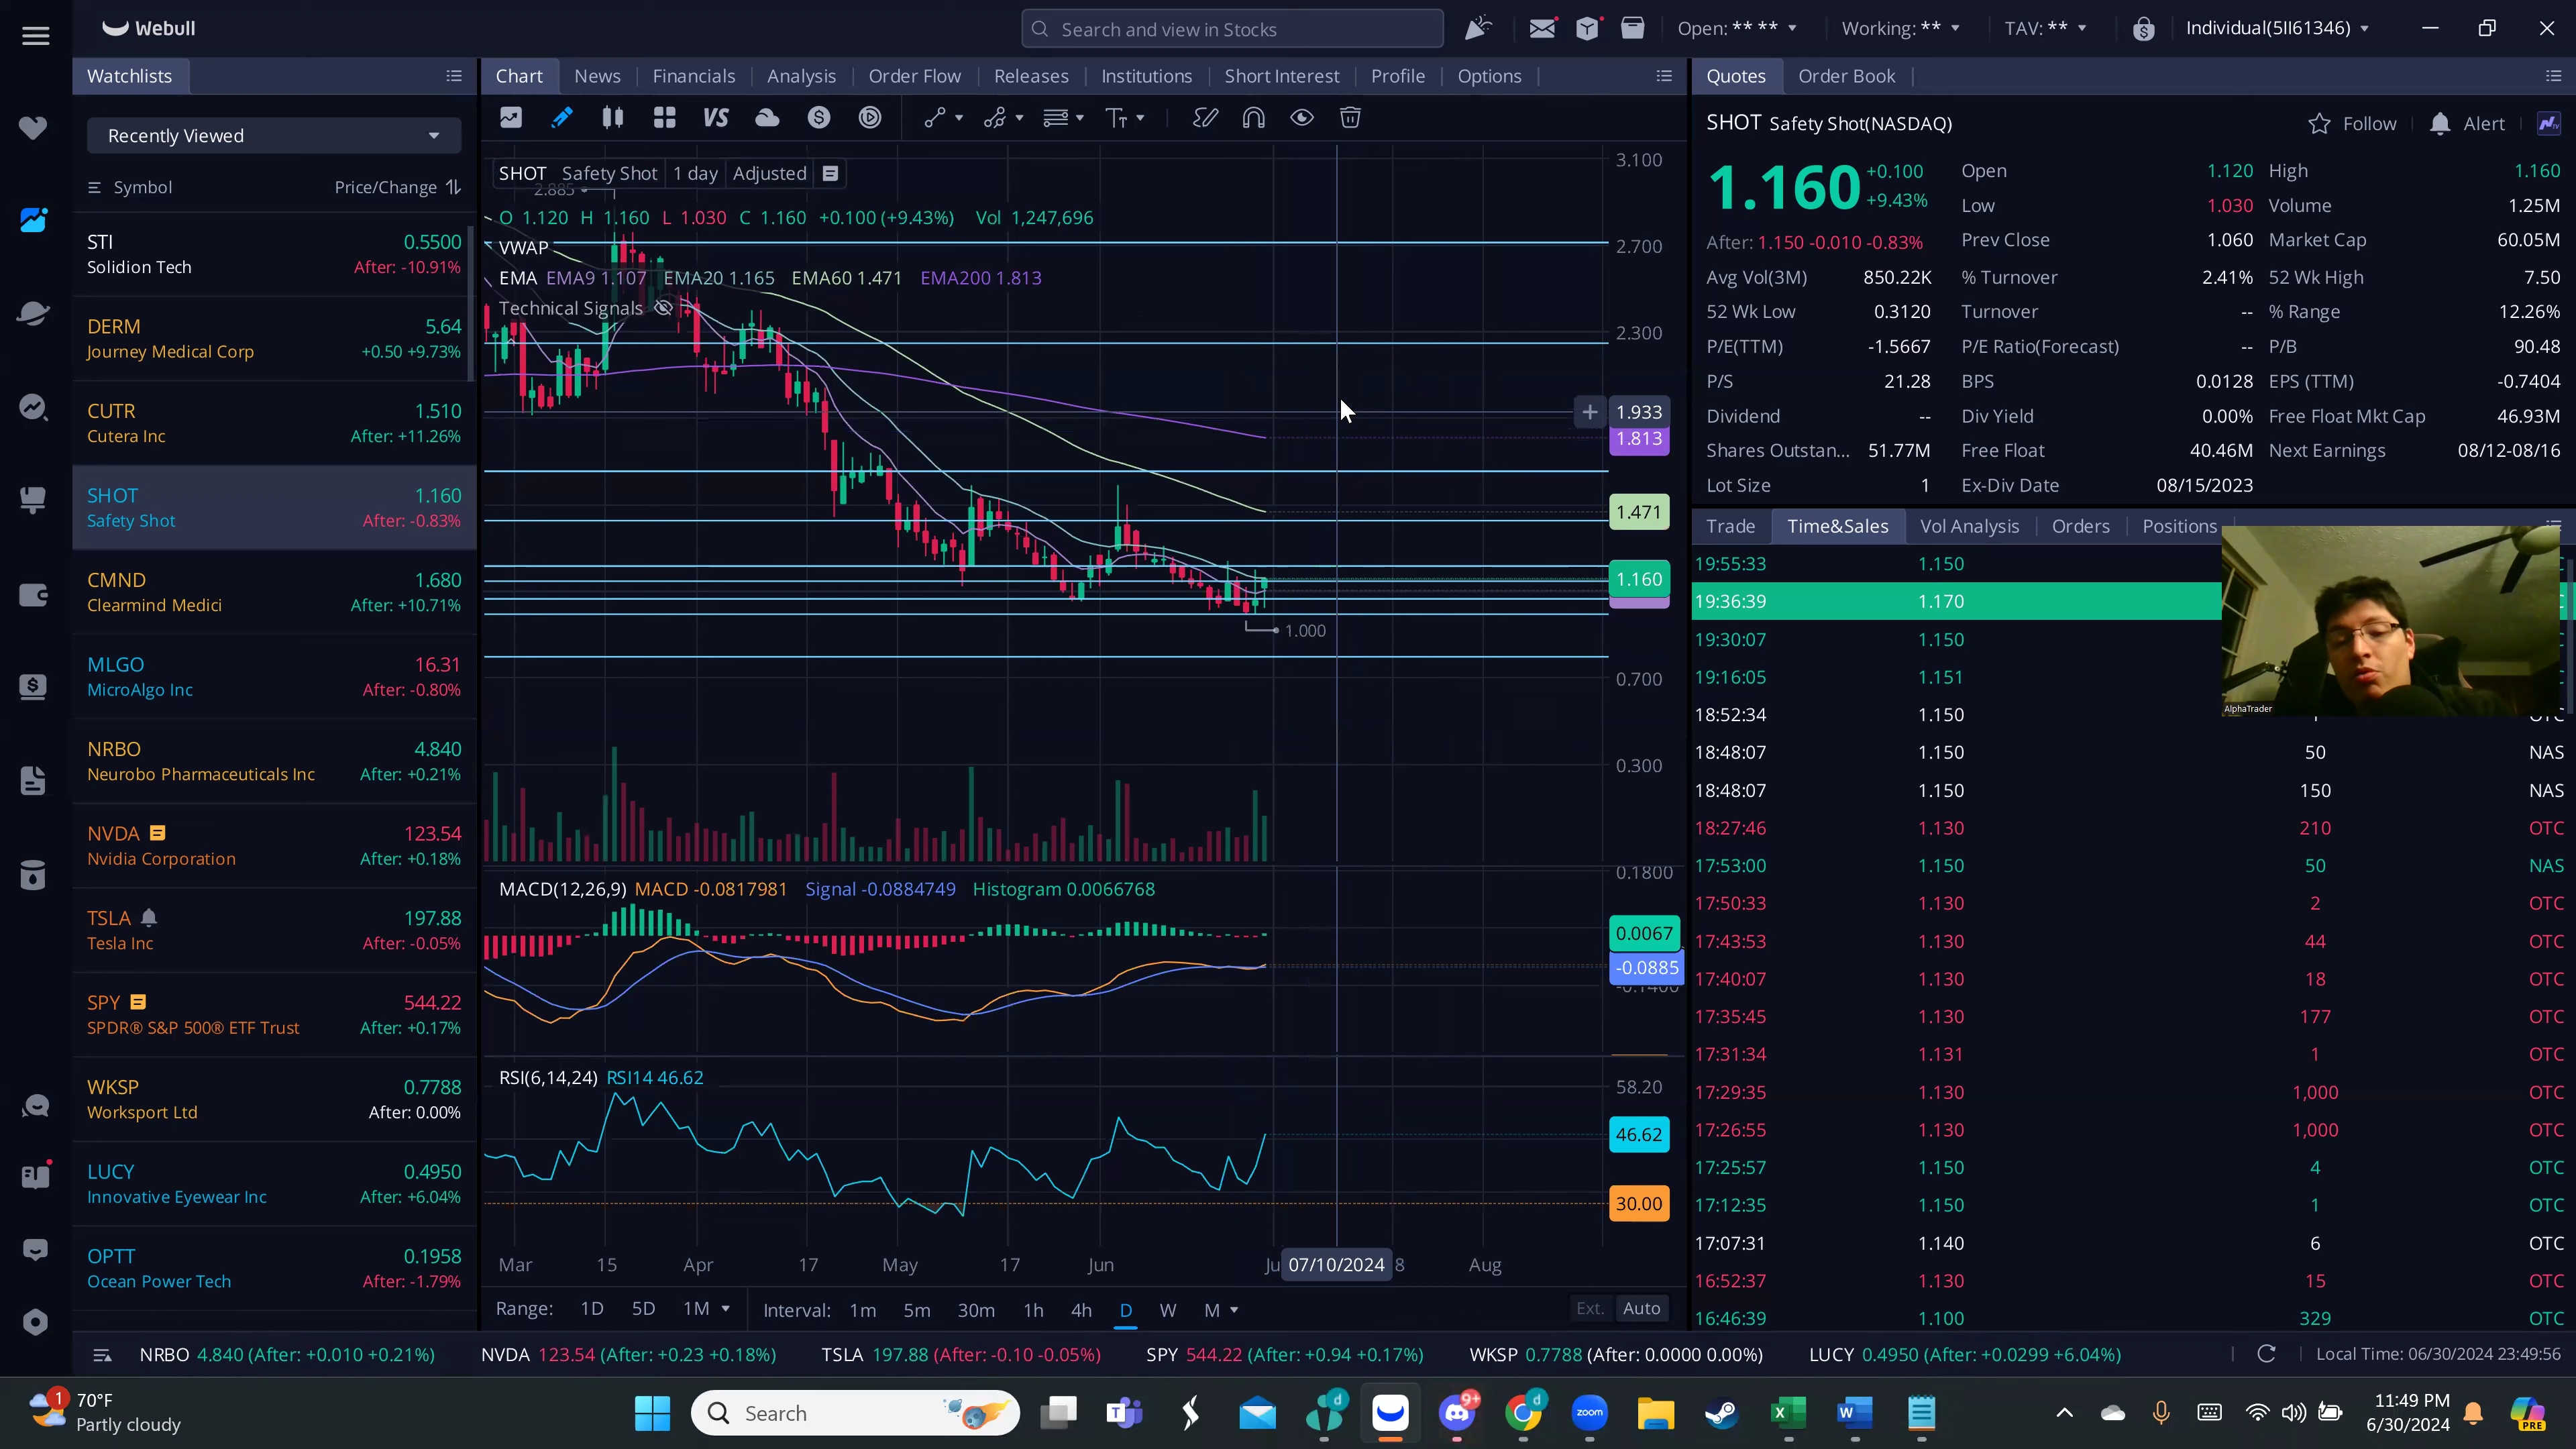 Webull
Search and view in Stocks
Open: ** **
Working: **
TAV: **
Individual(5II61346)
Watchlists
Recently Viewed
Symbol
Price/Change
STI
0.5500
Solidion Tech
After: -10.91%
DERM
5.64
Journey Medical Corp
+0.50 +9.73%
CUTR
1.510
Cutera Inc
After: +11.26%
SHOT
1.160
Safety Shot
After: -0.83%
CMND
1.680
Clearmind Medici
After: +10.71%
MLGO
16.31
MicroAlgo Inc
After: -0.80%
NRBO
4.840
Neurobo Pharmaceuticals Inc
After: +0.21%
NVDA
123.54
Nvidia Corporation
After: +0.18%
TSLA
197.88
Tesla Inc
After: -0.05%
SPY
544.22
SPDR® S&P 500® ETF Trust
After: +0.17%
WKSP
0.7788
Worksport Ltd
After: 0.00%
LUCY
0.4950
Innovative Eyewear Inc
After: +6.04%
OPTT
0.1958
Ocean Power Tech
After: -1.79%
Chart News Financials Analysis Order Flow Releases Institutions Short Interest Profile Options
VS
SHOT Safety Shot 1 day Adjusted
2.885
O 1.120 H 1.160 L 1.030 C 1.160 +0.100 (+9.43%) Vol 1,247,696
VWAP
EMA EMA9 1.107 EMA20 1.165 EMA60 1.471 EMA200 1.813
Technical Signals
3.100
2.700
2.300
1.933
1.813
1.471
1.160
1.000
0.700
0.300
MACD(12,26,9) MACD -0.0817981 Signal -0.0884749 Histogram 0.0066768
0.1800
0.0067
-0.0885
RSI(6,14,24) RSI14 46.62
58.20
46.62
30.00
Mar 15 Apr 17 May 17 Jun Ju 07/10/2024 8 Aug
Range: 1D 5D 1M Interval: 1m 5m 30m 1h 4h D W M
Ext. Auto
Quotes Order Book
SHOT Safety Shot(NASDAQ)
Follow
Alert
1.160
+0.100
+9.43%
After: 1.150 -0.010 -0.83%
Open 1.120 High 1.160
Low 1.030 Volume 1.25M
Prev Close 1.060 Market Cap 60.05M
Avg Vol(3M) 850.22K % Turnover 2.41% 52 Wk High 7.50
52 Wk Low 0.3120 Turnover -- % Range 12.26%
P/E(TTM) -1.5667 P/E Ratio(Forecast) -- P/B 90.48
P/S 21.28 BPS 0.0128 EPS (TTM) -0.7404
Dividend -- Div Yield 0.00% Free Float Mkt Cap 46.93M
Shares Outstan... 51.77M Free Float 40.46M Next Earnings 08/12-08/16
Lot Size 1 Ex-Div Date 08/15/2023
Trade Time&Sales Vol Analysis Orders Positions
19:55:33 1.150
19:36:39 1.170
19:30:07 1.150
19:16:05 1.151
18:52:34 1.150
AlphaTrader
18:48:07 1.150 50 NAS
18:48:07 1.150 150 NAS
18:27:46 1.130 210 OTC
17:53:00 1.150 50 NAS
17:50:33 1.130 2 OTC
17:43:53 1.130 44 OTC
17:40:07 1.130 18 OTC
17:35:45 1.130 177 OTC
17:31:34 1.131 1 OTC
17:29:35 1.130 1,000 OTC
17:26:55 1.130 1,000 OTC
17:25:57 1.150 4 OTC
17:12:35 1.150 1 OTC
17:07:31 1.140 6 OTC
16:52:37 1.130 15 OTC
16:46:39 1.100 329 OTC
NRBO 4.840 (After: +0.010 +0.21%) NVDA 123.54 (After: +0.23 +0.18%) TSLA 197.88 (After: -0.10 -0.05%) SPY 544.22 (After: +0.94 +0.17%) WKSP 0.7788 (After: 0.0000 0.00%) LUCY 0.4950 (After: +0.0299 +6.04%)
Local Time: 06/30/2024 23:49:56
1
70°F
Partly cloudy
Search
9+
zoom
11:49 PM
6/30/2024
PRE